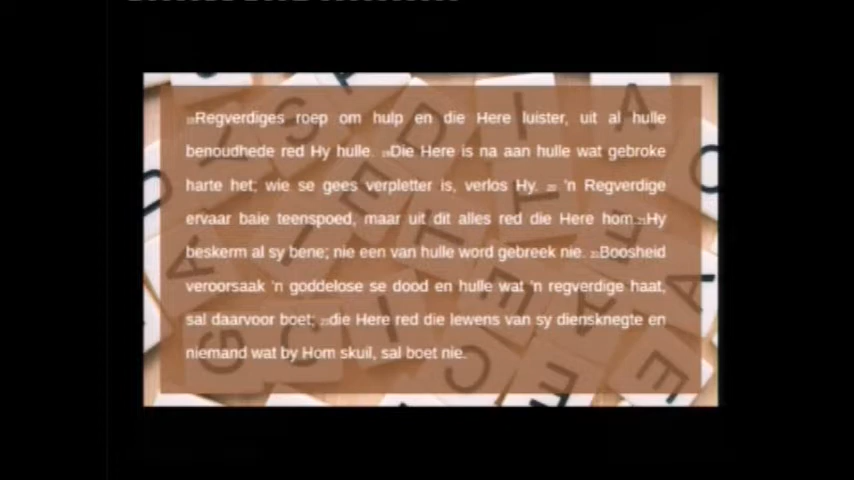 18Regverdiges roep om hulp en die Here luister, uit al hulle
benoudhede red Hy hulle. 19Die Here is na aan hulle wat gebroke
harte het; wie se gees verpletter is, verlos Hy. 20 'n Regverdige
ervaar baie teenspoed, maar uit dit alles red die Here hom.21Hy
beskerm al sy bene; nie een van hulle word gebreek nie. 22Boosheid
veroorsaak 'n goddelose se dood en hulle wat 'n regverdige haat,
sal daarvoor boet; 23die Here red die lewens van sy diensknegte en
niemand wat by Hom skuil, sal boet nie.